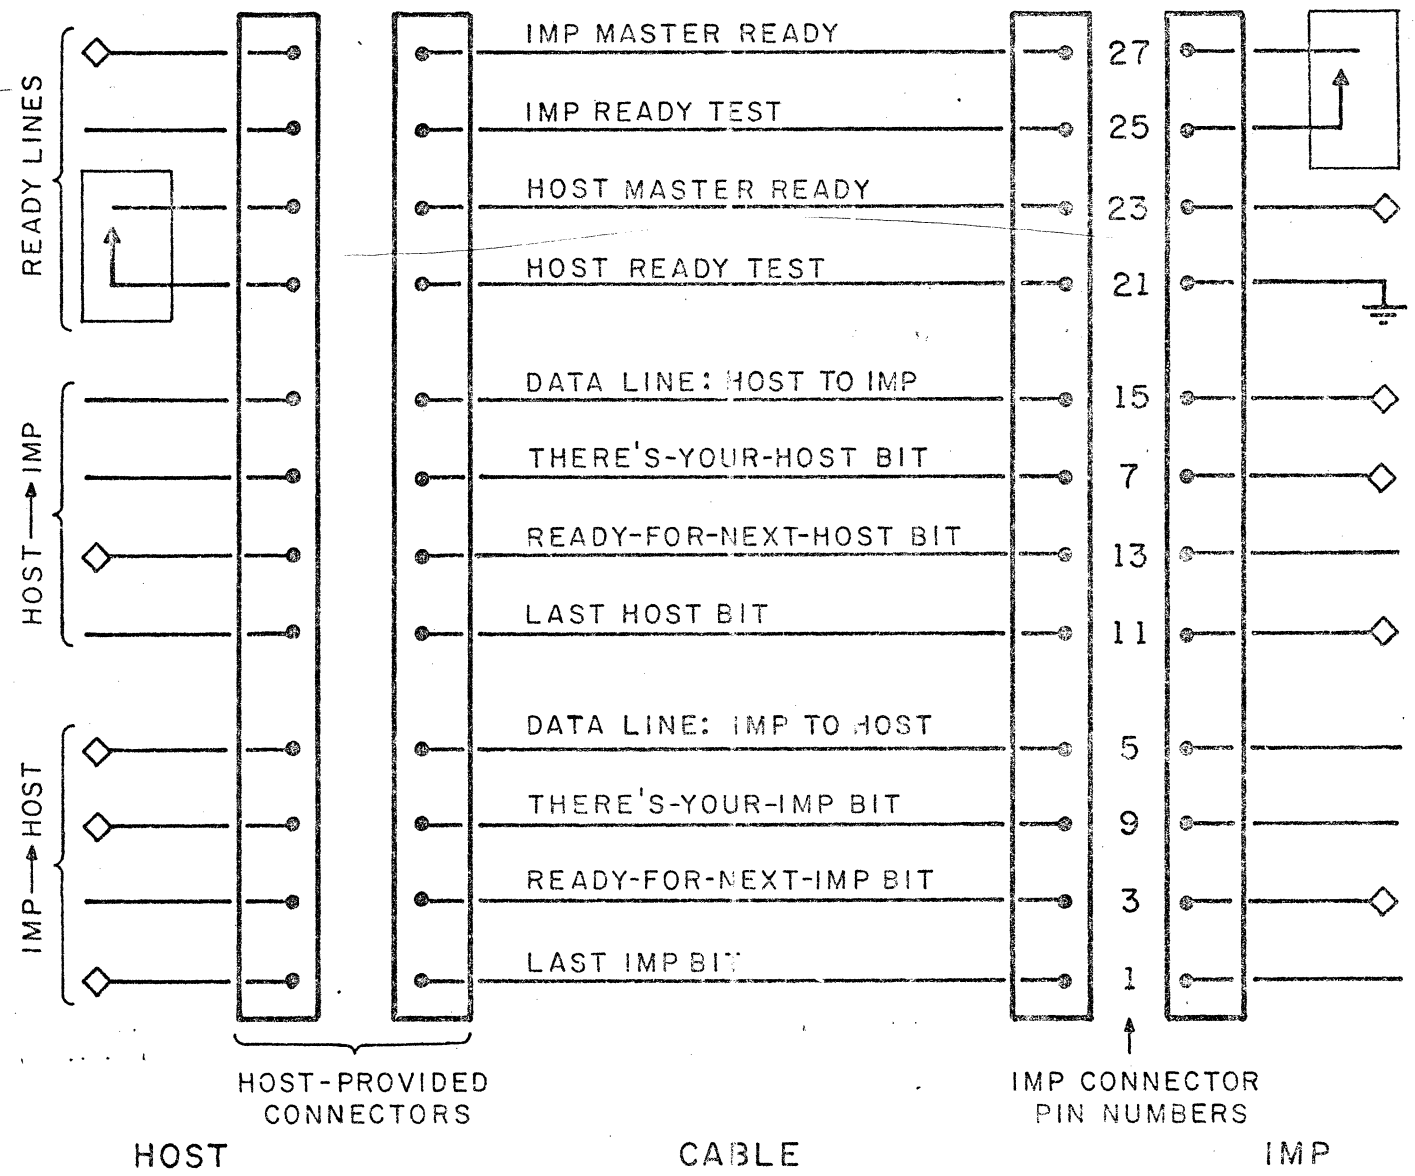 READY LINES
IMP MASTER READY 27
IMP READY TEST 25
HOST MASTER READY 23
HOST READY TEST 21
HOST→IMP
DATA LINE: HOST TO IMP 15
THERE'S-YOUR-HOST BIT 7
READY-FOR-NEXT-HOST BIT 13
LAST HOST BIT 11
IMP→HOST
DATA LINE: IMP TO HOST 5
THERE'S-YOUR-IMP BIT 9
READY-FOR-NEXT-IMP BIT 3
LAST IMP BIT 1
HOST-PROVIDED
CONNECTORS
IMP CONNECTOR
PIN NUMBERS
HOST
CABLE
IMP